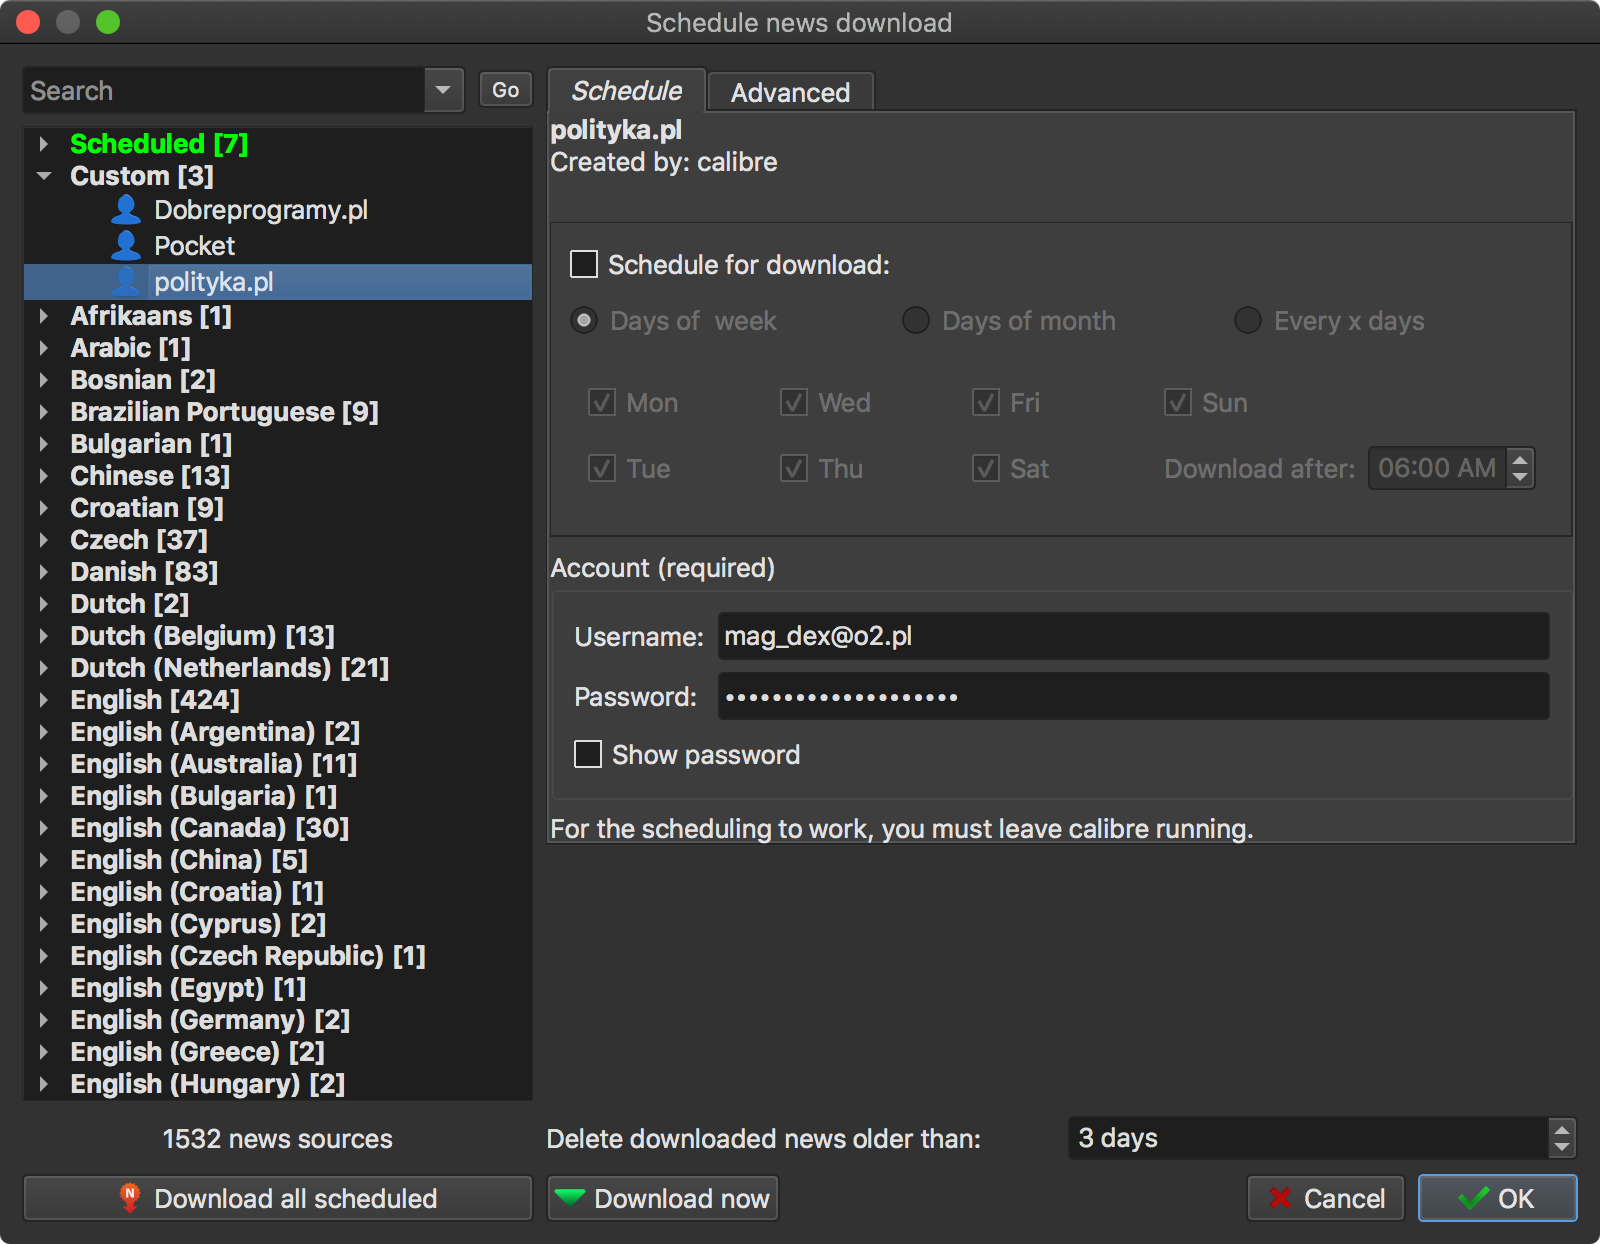 Schedule news download
Search
Go
Scheduled [7]
Custom [3]
Dobreprogramy.pl
Pocket
polityka.pl
Afrikaans [1]
Arabic [1]
Bosnian [2]
Brazilian Portuguese [9]
Bulgarian [1]
Chinese [13]
Croatian [9]
Czech [37]
Danish [83]
Dutch [2]
Dutch (Belgium) [13]
Dutch (Netherlands) [21]
English [424]
English (Argentina) [2]
English (Australia) [11]
English (Bulgaria) [1]
English (Canada) [30]
English (China) [5]
English (Croatia) [1]
English (Cyprus) [2]
English (Czech Republic) [1]
English (Egypt) [1]
English (Germany) [2]
English (Greece) [2]
English (Hungary) [2]
1532 news sources
N Download all scheduled
Schedule Advanced
polityka.pl
Created by: calibre
Schedule for download:
Days of week Days of month Every x days
Mon Wed Fri Sun
Tue Thu Sat Download after: 06:00 AM
Account (required)
Username: mag_dex@o2.pl
Password: ••••••••••••••••••••
Show password
For the scheduling to work, you must leave calibre running.
Delete downloaded news older than: 3 days
Download now Cancel OK